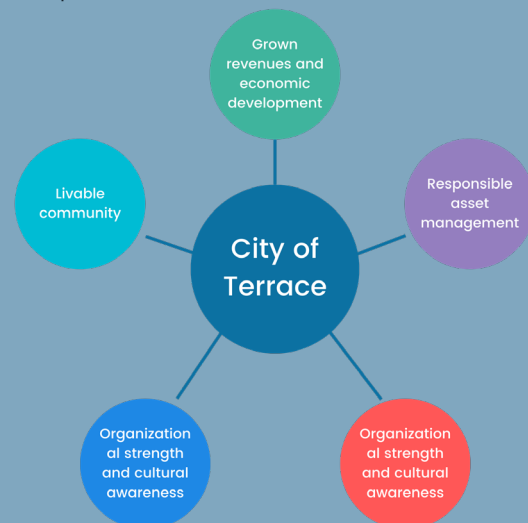 Grown
revenues and
economic
development
Livable
community
Responsible
asset
management
City of
Terrace
Organization
al strength
and cultural
awareness
Organization
al strength
and cultural
awareness